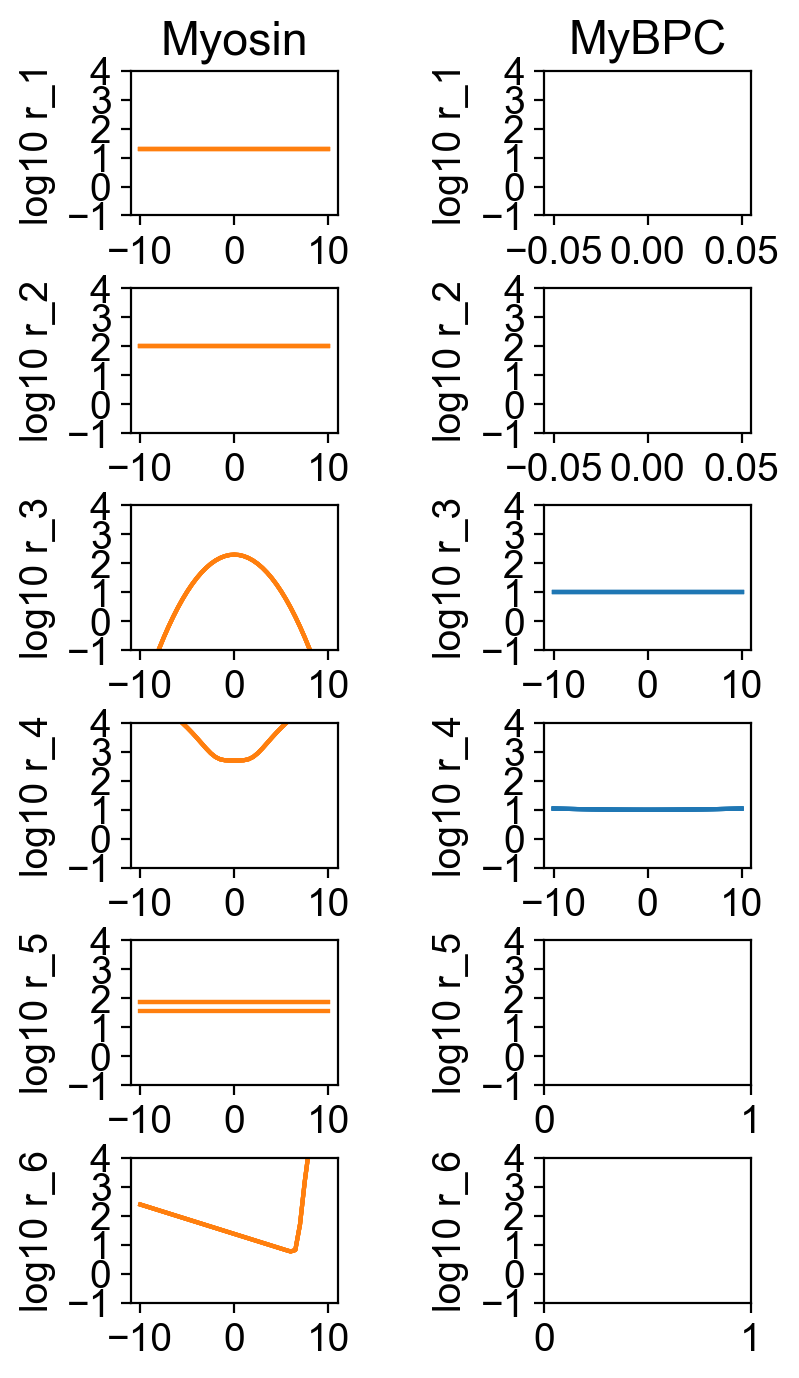 Myosin MyBPC
log10 r_1 4 3 2 1 0 −1 −10 0 10
log10 r_1 4 3 2 1 0 −1 −0.05 0.00 0.05
log10 r_2 4 3 2 1 0 −1 −10 0 10
log10 r_2 4 3 2 1 0 −1 −0.05 0.00 0.05
log10 r_3 4 3 2 1 0 −1 −10 0 10
log10 r_3 4 3 2 1 0 −1 −10 0 10
log10 r_4 4 3 2 1 0 −1 −10 0 10
log10 r_4 4 3 2 1 0 −1 −10 0 10
log10 r_5 4 3 2 1 0 −1 −10 0 10
log10 r_5 4 3 2 1 0 −1 0 1
log10 r_6 4 3 2 1 0 −1 −10 0 10
log10 r_6 4 3 2 1 0 −1 0 1